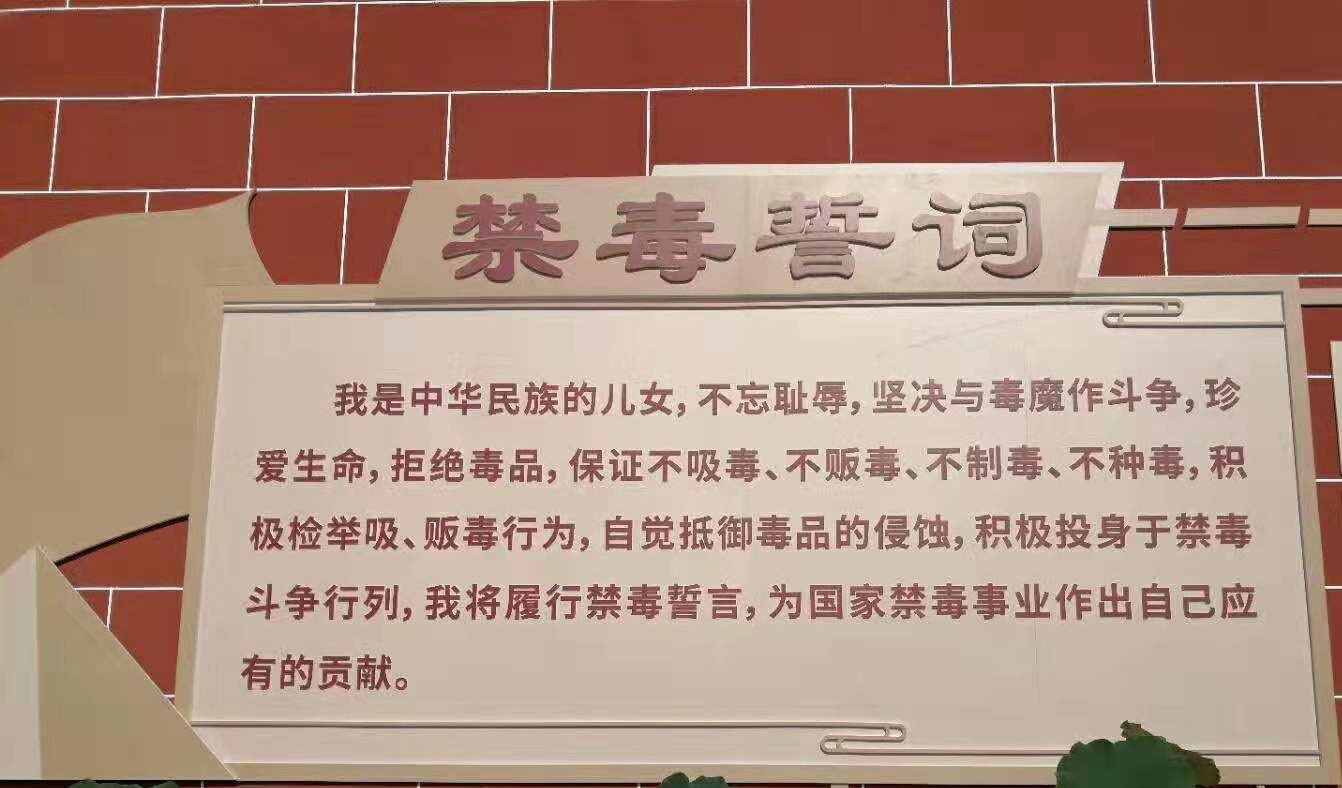 禁毒誓词
我是中华民族的儿女,不忘耻辱,坚决与毒魔作斗争,珍
爱生命,拒绝毒品,保证不吸毒、不贩毒、不制毒、不种毒,积
极检举吸、贩毒行为,自觉抵御毒品的侵蚀,积极投身于禁毒
斗争行列,我将履行禁毒誓言,为国家禁毒事业作出自己应
有的贡献。